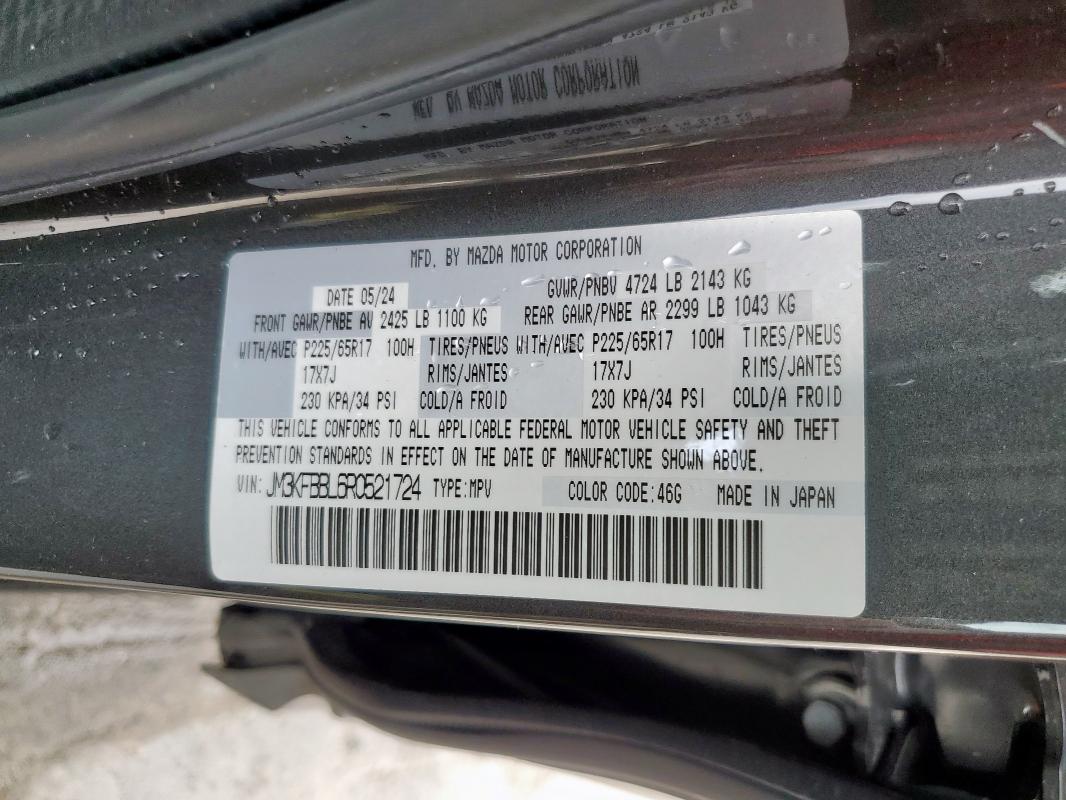 MFD. BY MAZDA MOTOR CORPORATION
DATE 05/24 GVWR/PNBV 4724 LB 2143 KG
FRONT GAWR/PNBE AV 2425 LB 1100 KG REAR GAWR/PNBE AR 2299 LB 1043 KG
WITH/AVEC P225/65R17 100H TIRES/PNEUS WITH/AVEC P225/65R17 100H TIRES/PNEUS
17X7J RIMS/JANTES 17X7J RIMS/JANTES
230 KPA/34 PSI COLD/A FROID 230 KPA/34 PSI COLD/A FROID
THIS VEHICLE CONFORMS TO ALL APPLICABLE FEDERAL MOTOR VEHICLE SAFETY AND THEFT
PREVENTION STANDARDS IN EFFECT ON THE DATE OF MANUFACTURE SHOWN ABOVE.
VIN: JM3KFBBL6R0521724 TYPE:MPV COLOR CODE:46G MADE IN JAPAN